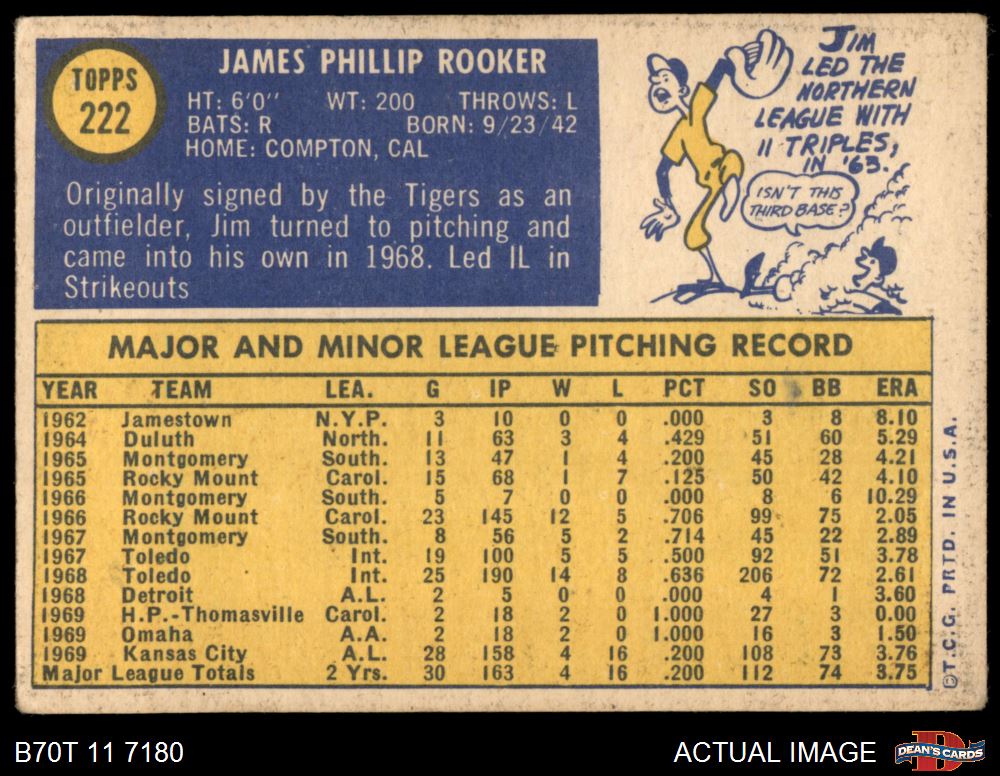 TOPPS
222
JAMES PHILLIP ROOKER
HT: 6'0" WT: 200 THROWS: L
BATS: R BORN: 9/23/42
HOME: COMPTON, CAL
Originally signed by the Tigers as an
outfielder, Jim turned to pitching and
came into his own in 1968. Led IL in
Strikeouts
JIM
LED THE
NORTHERN
LEAGUE WITH
11 TRIPLES,
IN '63.
ISN'T THIS
THIRD BASE?
MAJOR AND MINOR LEAGUE PITCHING RECORD
YEAR TEAM LEA. G IP W L PCT SO BB ERA
1962 Jamestown N.Y.P. 3 10 0 0 .000 3 8 8.10
1964 Duluth North. 11 63 3 4 .429 51 60 5.29
1965 Montgomery South. 13 47 1 4 .200 45 28 4.21
1965 Rocky Mount Carol. 15 68 1 7 .125 50 42 4.10
1966 Montgomery South. 5 7 0 0 .000 8 6 10.29
1966 Rocky Mount Carol. 23 145 12 5 .706 99 75 2.05
1967 Montgomery South. 8 56 5 2 .714 45 22 2.89
1967 Toledo Int. 19 100 5 5 .500 92 51 3.78
1968 Toledo Int. 25 190 14 8 .636 206 72 2.61
1968 Detroit A.L. 2 5 0 0 .000 4 1 3.60
1969 H.P.-Thomasville Carol. 2 18 2 0 1.000 27 3 0.00
1969 Omaha A.A. 2 18 2 0 1.000 16 3 1.50
1969 Kansas City A.L. 28 158 4 16 .200 108 73 3.76
Major League Totals 2 Yrs. 30 163 4 16 .200 112 74 3.75
©T.C.G. PRTD. IN U.S.A.
B70T 11 7180
ACTUAL IMAGE
D
DEAN'S CARDS